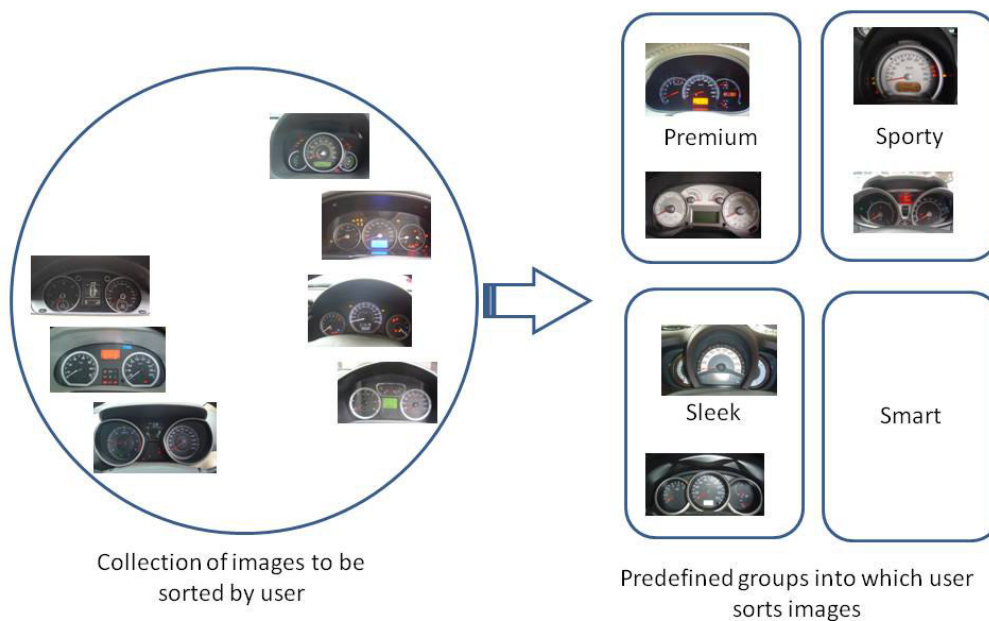 Premium
Sporty
Sleek
Smart
Collection of images to be
sorted by user
Predefined groups into which user
sorts images